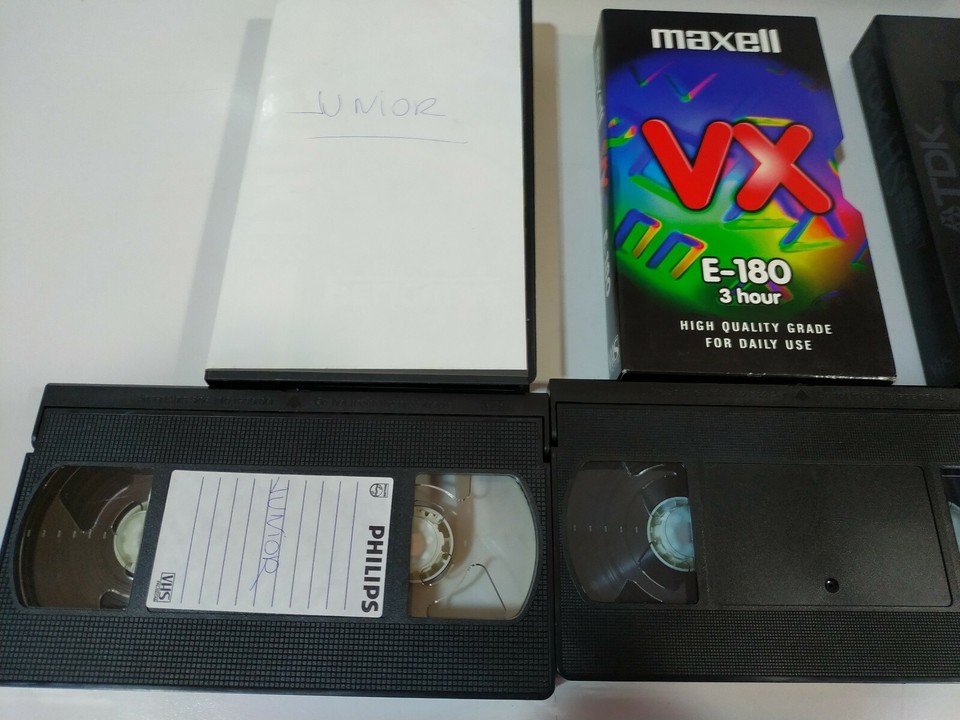 JUNIOR
maxell
VX
E-180
3 hour
HIGH QUALITY GRADE
FOR DAILY USE
TDK
JUNIOR
PHILIPS
VHS